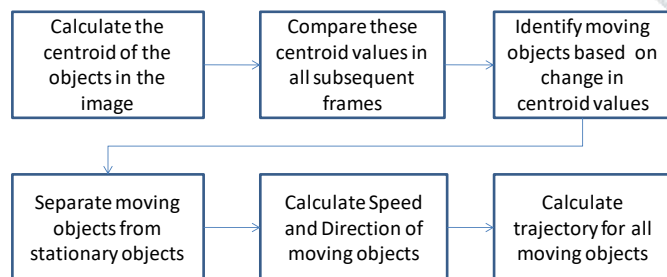 Calculate the
centroid of the
objects in the
image
Compare these
centroid values in
all subsequent
frames
Identify moving
objects based on
change in
centroid values
Separate moving
objects from
stationary objects
Calculate Speed
and Direction of
moving objects
Calculate
trajectory for all
moving objects